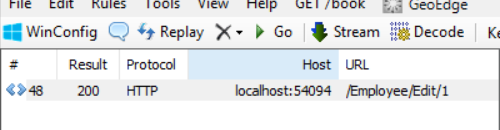 File Edit Rules Tools View Help GET /book GeoEdge
WinConfig Replay X Go Stream Decode Ke
# Result Protocol Host URL
48 200 HTTP localhost:54094 /Employee/Edit/1